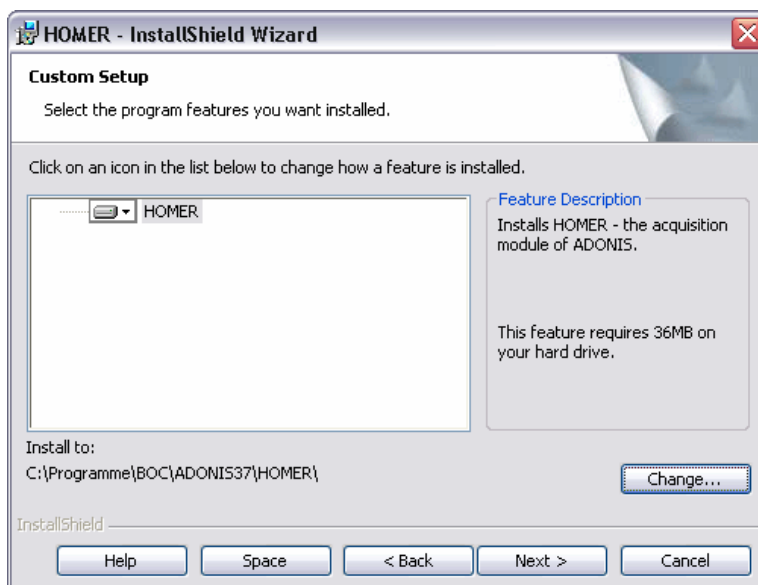 HOMER - InstallShield Wizard
Custom Setup
Select the program features you want installed.
Click on an icon in the list below to change how a feature is installed.
HOMER
Feature Description
Installs HOMER - the acquisition
module of ADONIS.
This feature requires 36MB on
your hard drive.
Install to:
C:\Programme\BOC\ADONIS37\HOMER\
Change...
InstallShield
Help
Space
< Back
Next >
Cancel